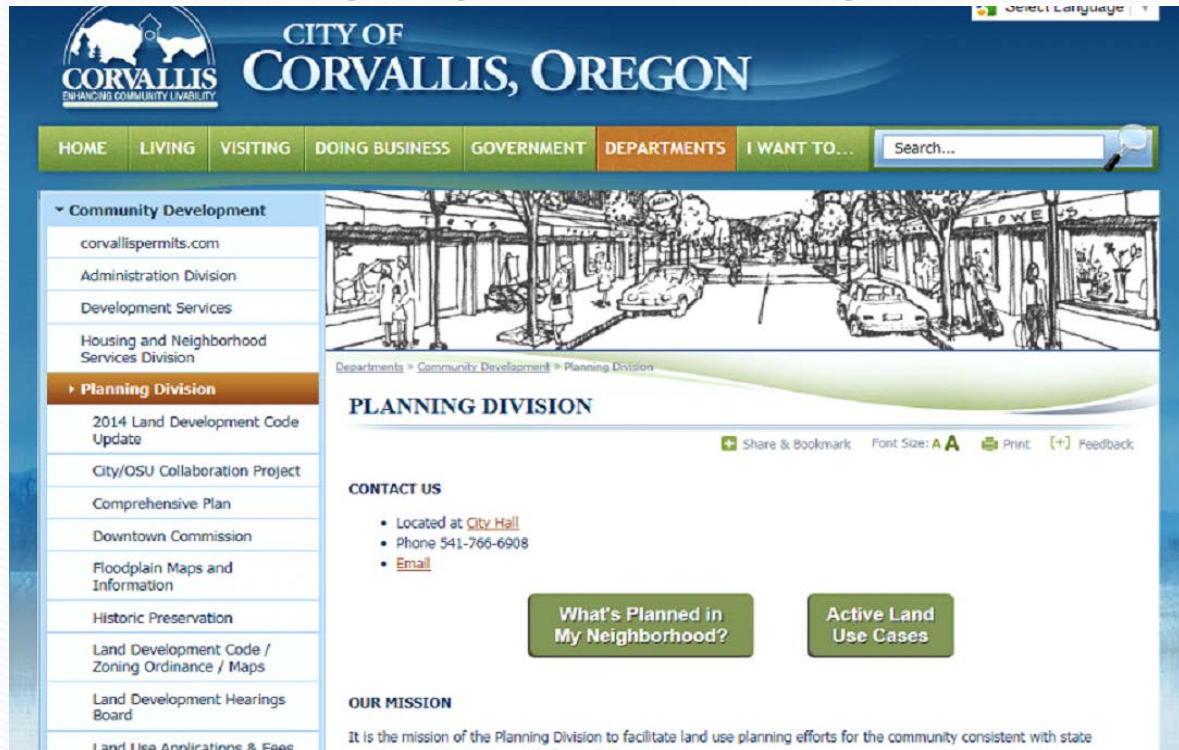 Select Language
CITY OF
CORVALLIS, OREGON
CORVALLIS
ENHANCING COMMUNITY LIVABILITY
HOME LIVING VISITING DOING BUSINESS GOVERNMENT DEPARTMENTS I WANT TO... Search...
Community Development
corvallispermits.com
Administration Division
Development Services
Housing and Neighborhood
Services Division
Planning Division
2014 Land Development Code
Update
City/OSU Collaboration Project
Comprehensive Plan
Downtown Commission
Floodplain Maps and
Information
Historic Preservation
Land Development Code /
Zoning Ordinance / Maps
Land Development Hearings
Board
Land Use Applications & Fees
TOYS
FLOWERS
Departments » Community Development » Planning Division
PLANNING DIVISION
Share & Bookmark Font Size: A A Print [+] Feedback
CONTACT US
• Located at City Hall
• Phone 541-766-6908
• Email
What's Planned in
My Neighborhood?
Active Land
Use Cases
OUR MISSION
It is the mission of the Planning Division to facilitate land use planning efforts for the community consistent with state